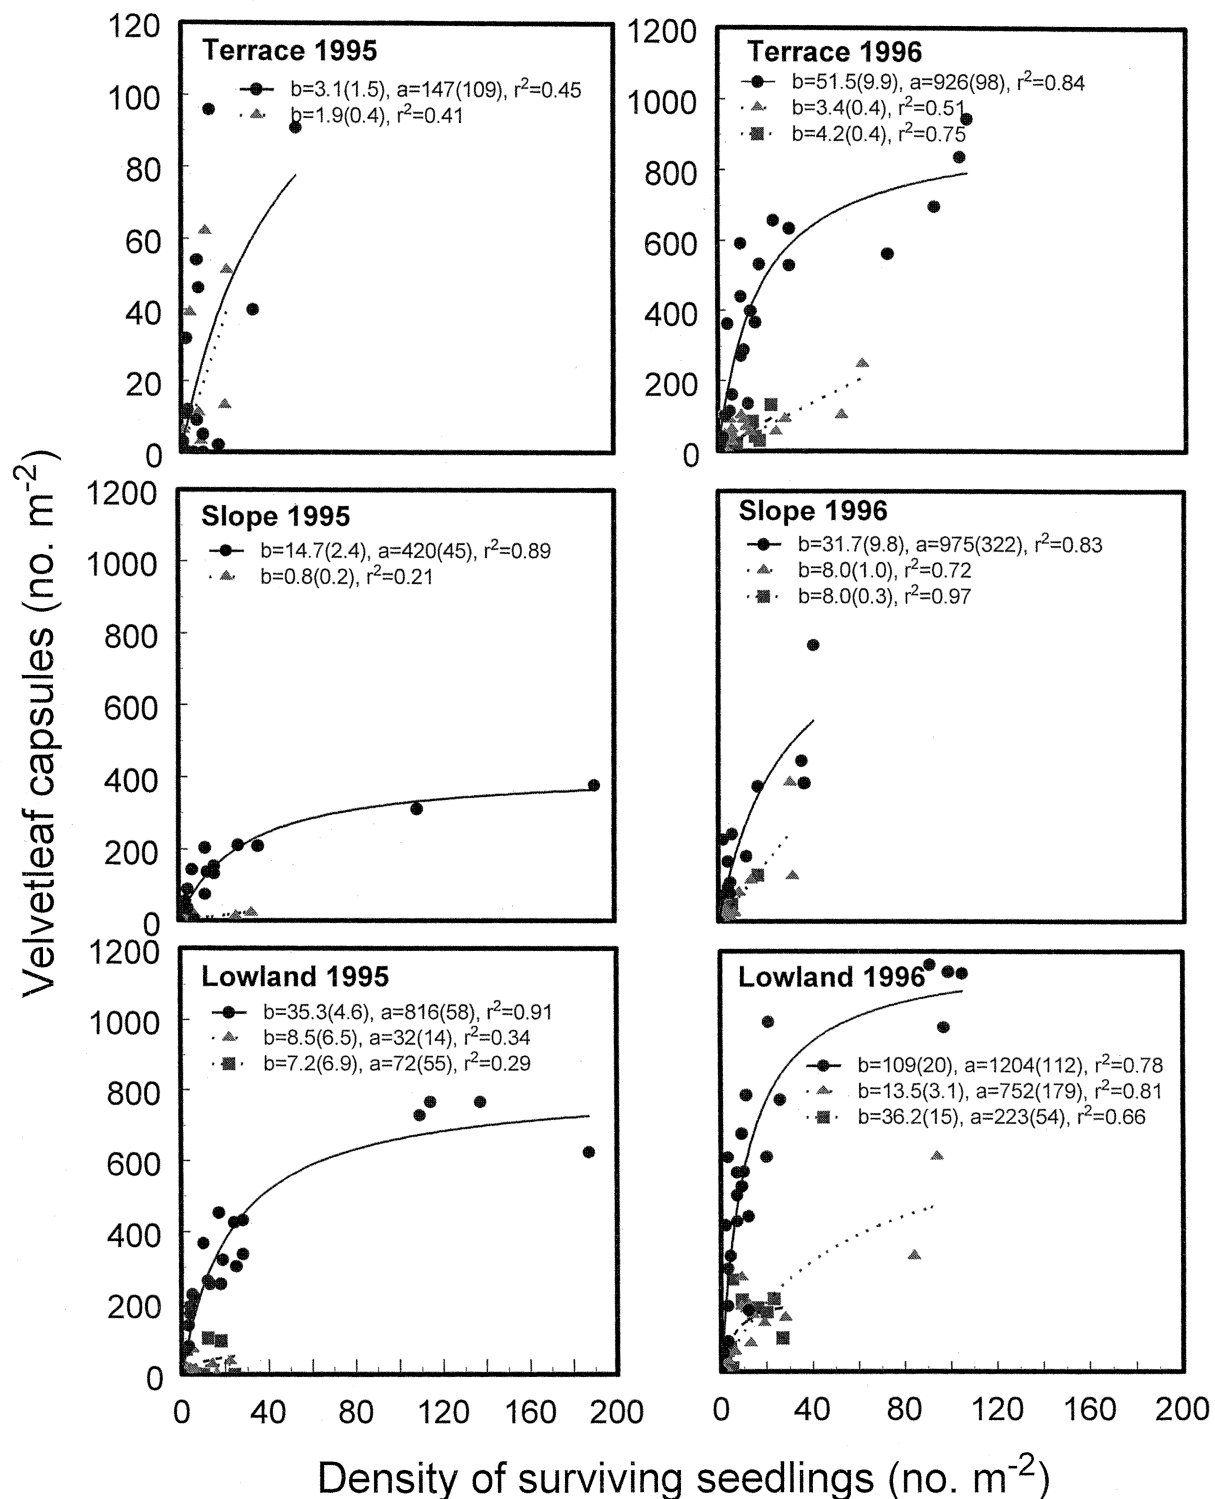 Velvetleaf capsules (no. m-2)
Terrace 1995
b=3.1(1.5), a=147(109), r2=0.45
b=1.9(0.4), r2=0.41
120
100
80
60
40
20
0
Terrace 1996
b=51.5(9.9), a=926(98), r2=0.84
b=3.4(0.4), r2=0.51
b=4.2(0.4), r2=0.75
1200
1000
800
600
400
200
0
Slope 1995
b=14.7(2.4), a=420(45), r2=0.89
b=0.8(0.2), r2=0.21
1200
1000
800
600
400
200
0
Slope 1996
b=31.7(9.8), a=975(322), r2=0.83
b=8.0(1.0), r2=0.72
b=8.0(0.3), r2=0.97
Lowland 1995
b=35.3(4.6), a=816(58), r2=0.91
b=8.5(6.5), a=32(14), r2=0.34
b=7.2(6.9), a=72(55), r2=0.29
1200
1000
800
600
400
200
0
0 40 80 120 160 200
Lowland 1996
b=109(20), a=1204(112), r2=0.78
b=13.5(3.1), a=752(179), r2=0.81
b=36.2(15), a=223(54), r2=0.66
0 40 80 120 160 200
Density of surviving seedlings (no. m-2)